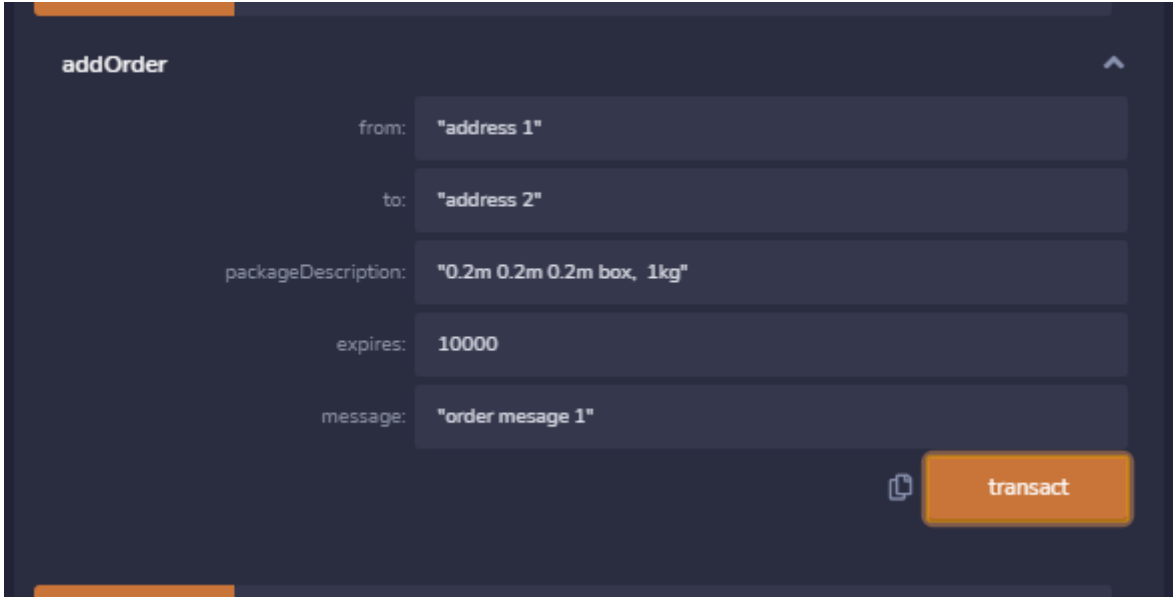 addOrder
from: "address 1"
to: "address 2"
packageDescription: "0.2m 0.2m 0.2m box, 1kg"
expires: 10000
message: "order mesage 1"
transact